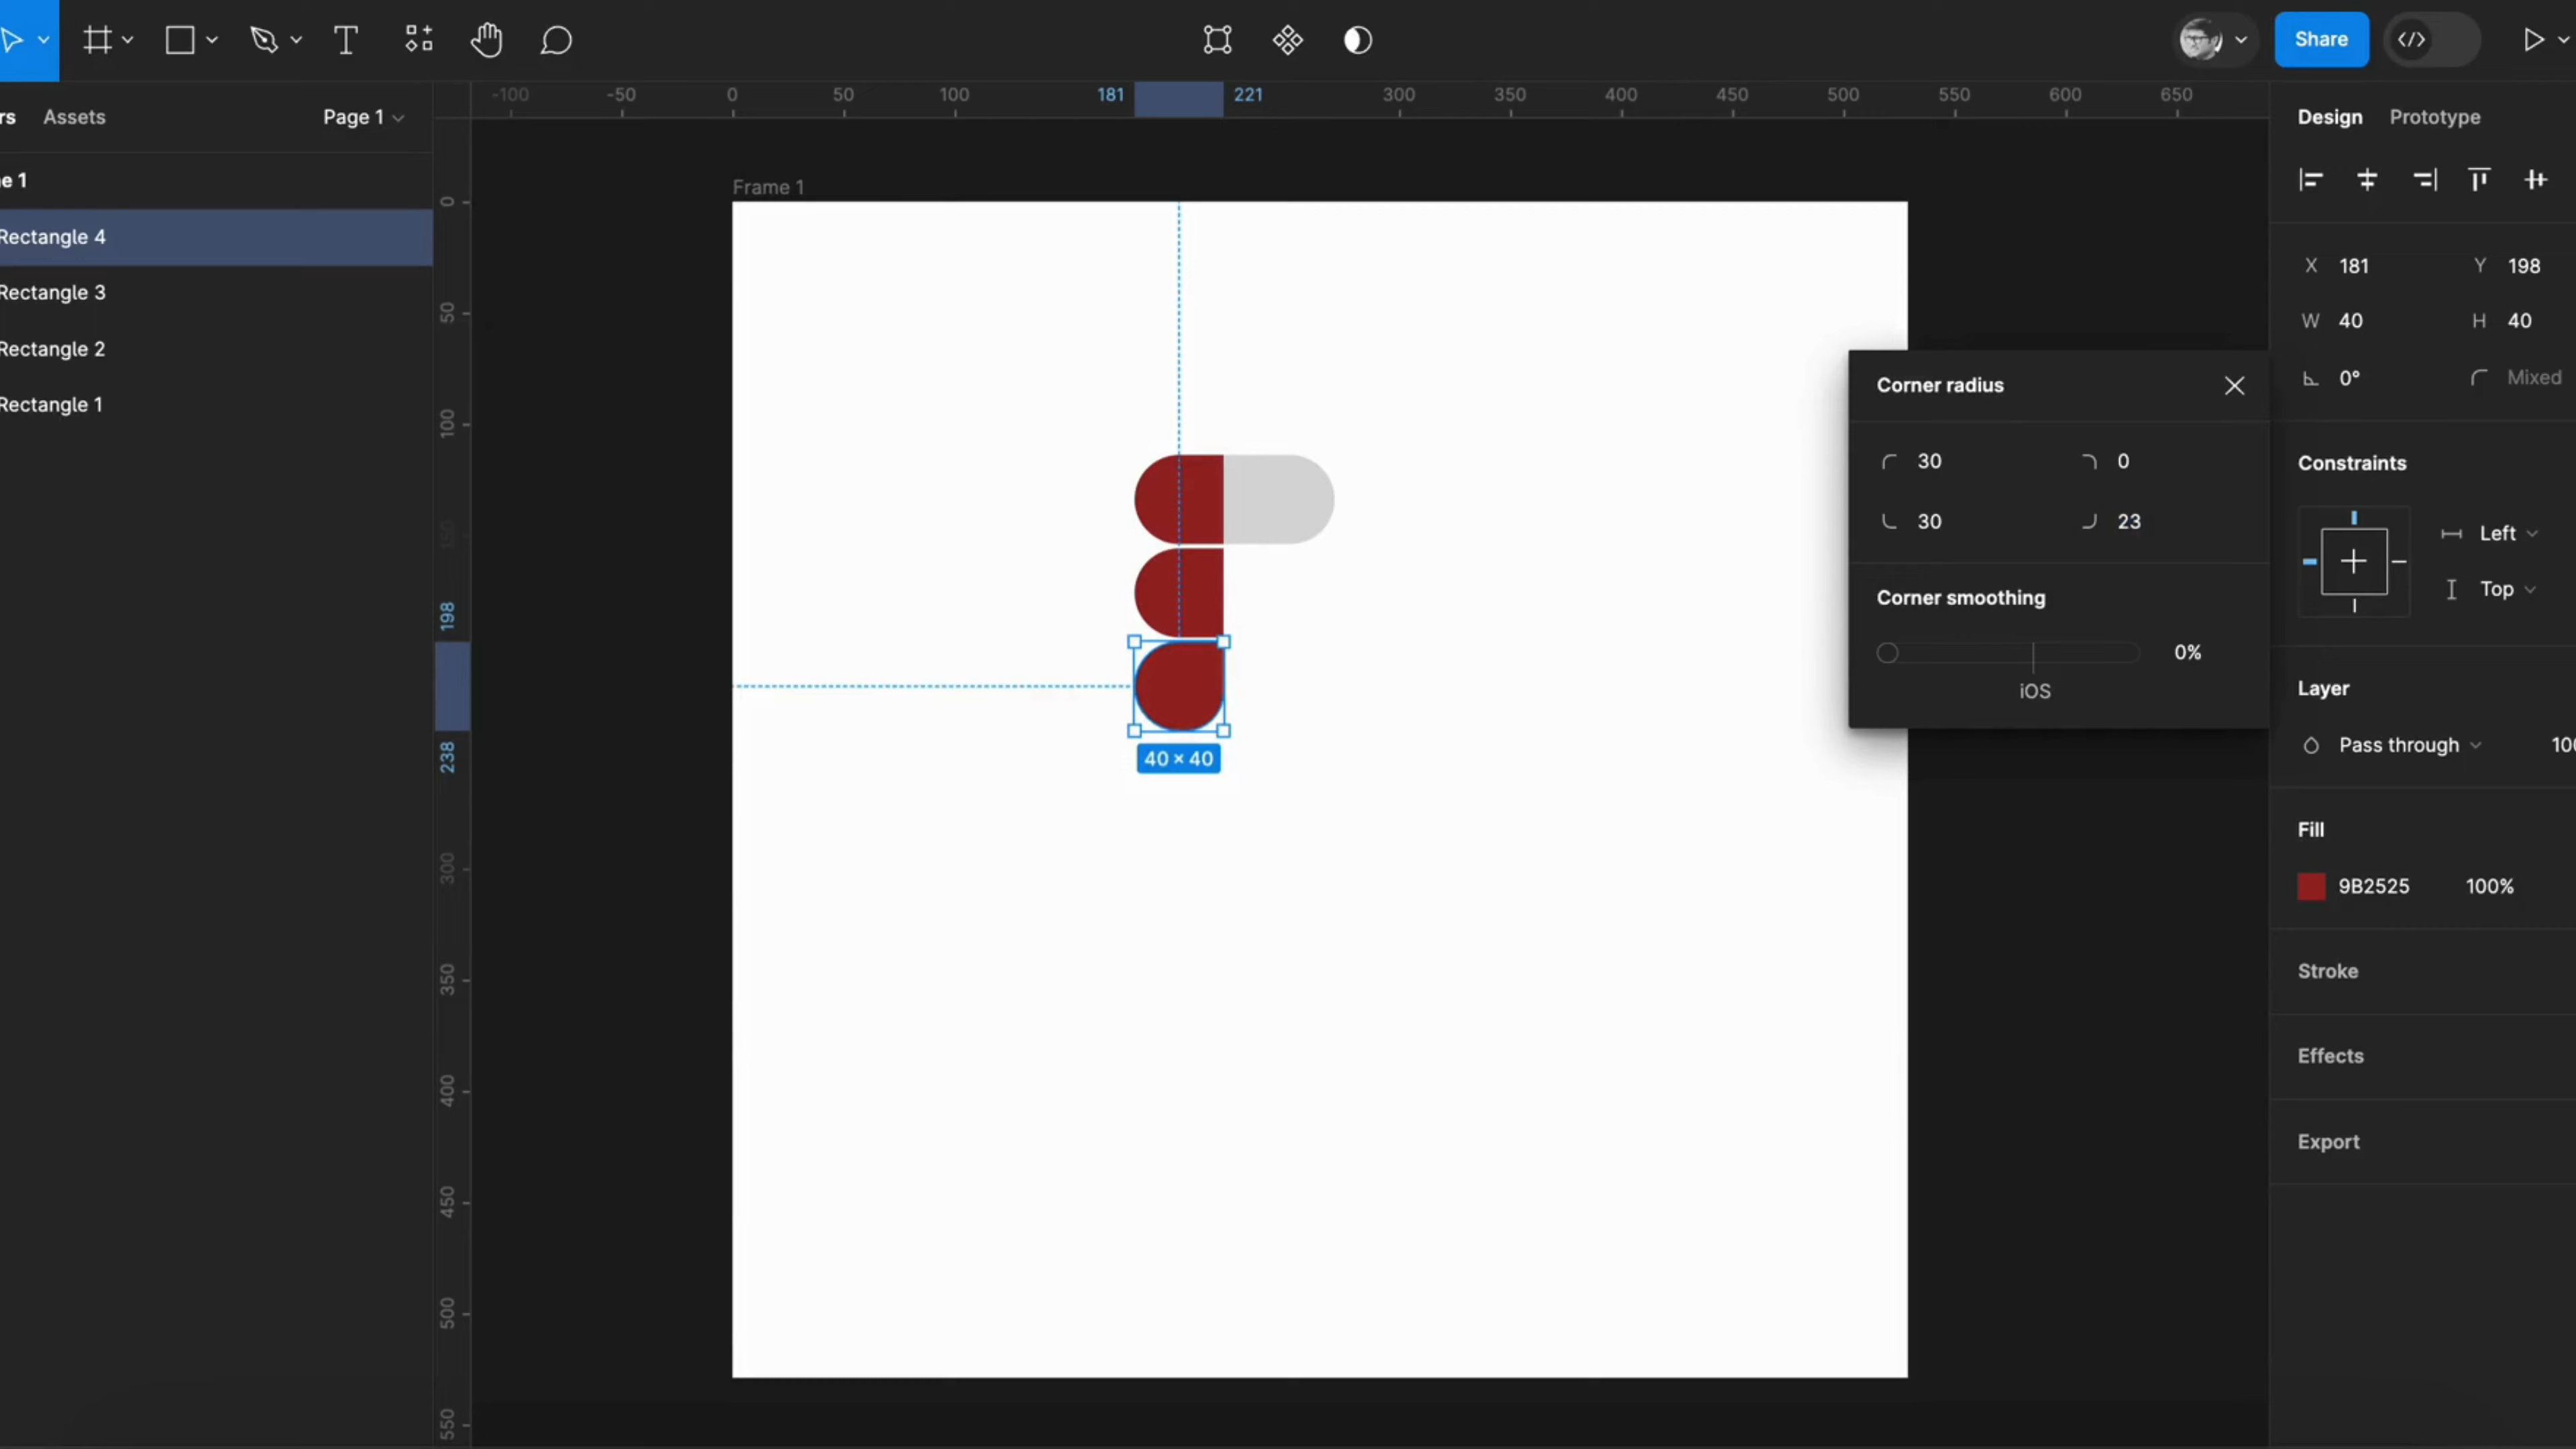 Share
rs Assets Page 1
-100 -50 0 50 100 181 221 300 350 400 450 500 550 600 650
Design Prototype
e 1
Rectangle 4
Rectangle 3
Rectangle 2
Rectangle 1
Frame 1
0
50
100
150
198
238
300
350
400
450
500
550
40 × 40
Corner radius
30 0
30 23
Corner smoothing
0%
iOS
X 181 Y 198
W 40 H 40
0° Mixed
Constraints
Left
Top
Layer
Pass through 100
Fill
9B2525 100%
Stroke
Effects
Export